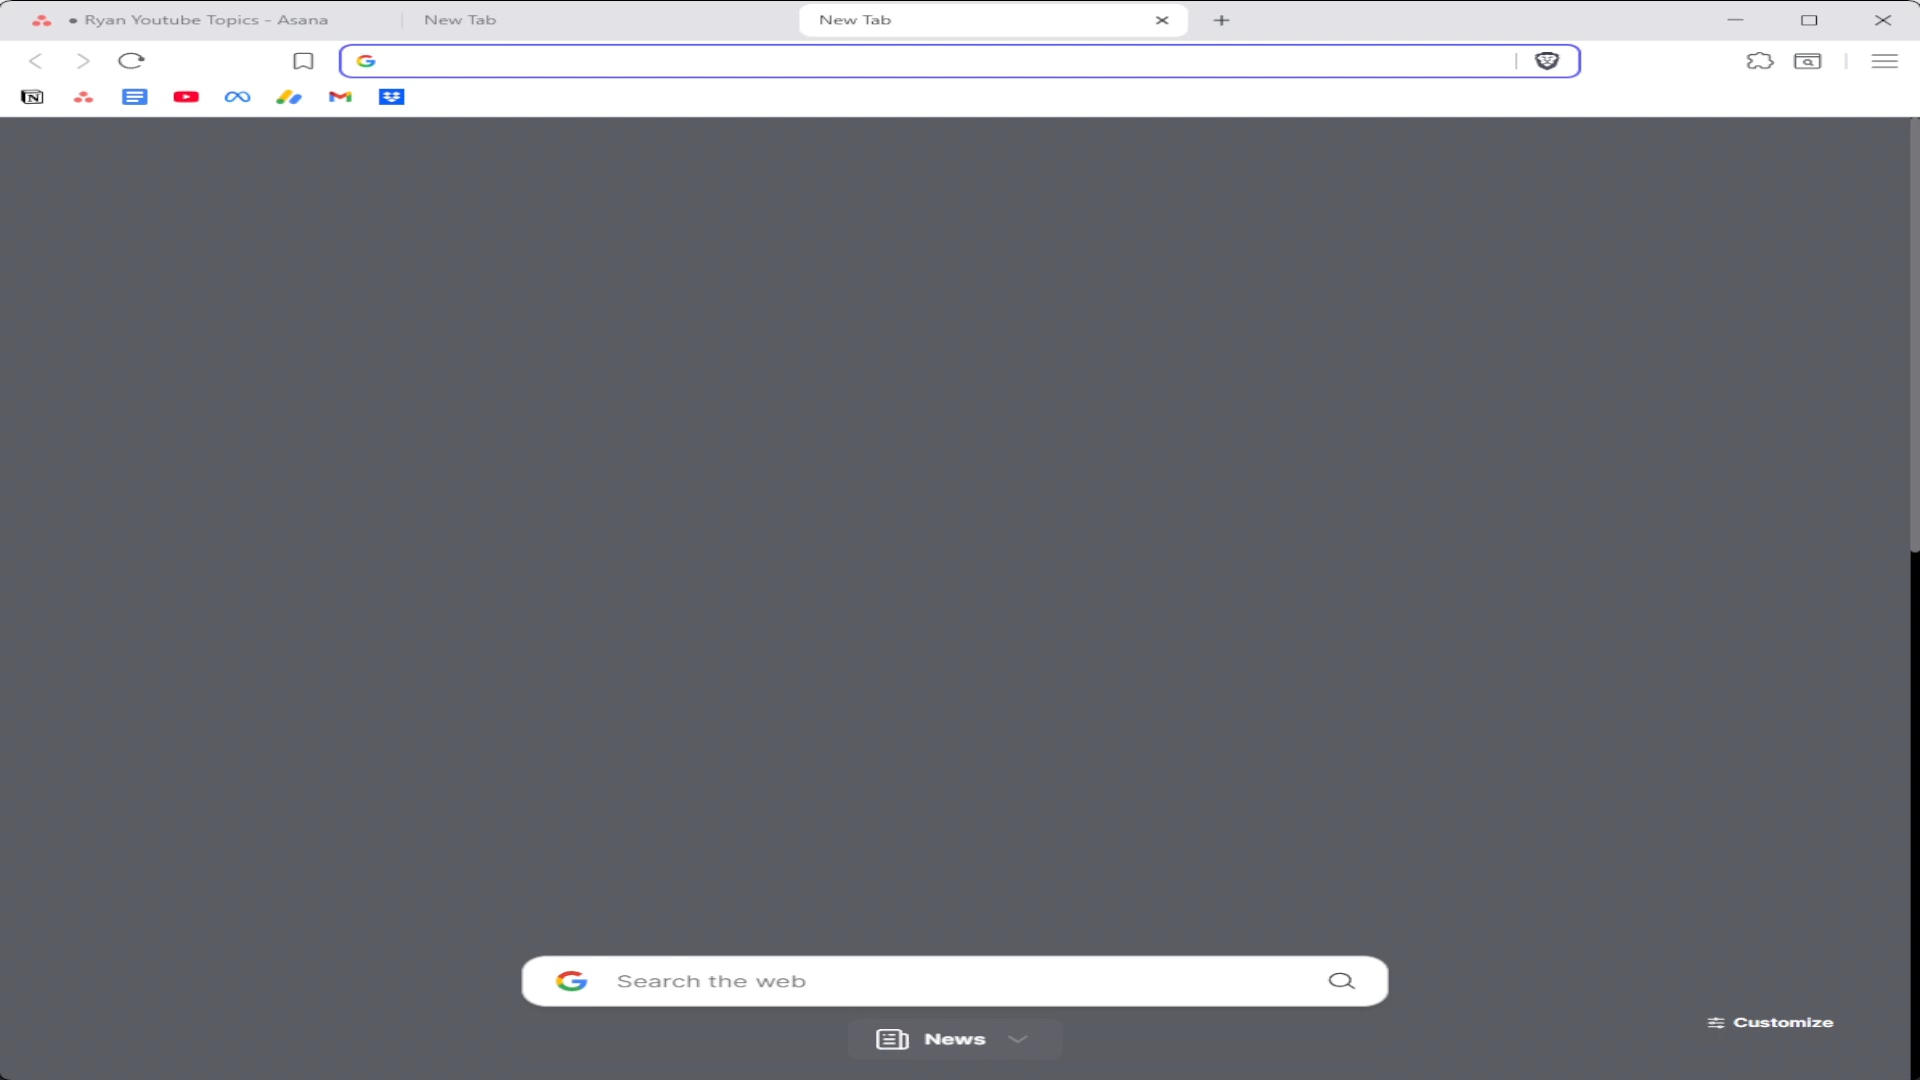 • Ryan Youtube Topics - Asana
New Tab
New Tab
Search the web
Customize
News